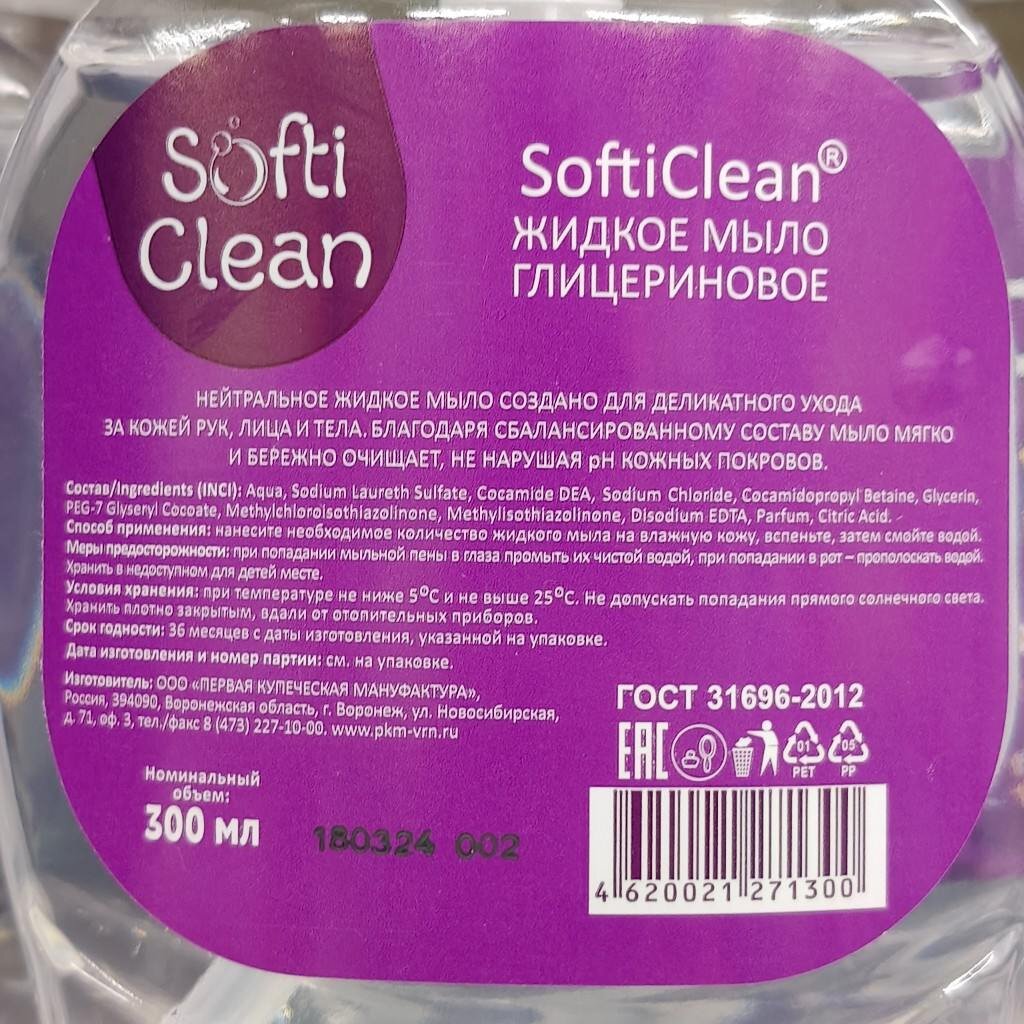 Softi
Clean
SoftiClean®
ЖИДКОЕ МЫЛО
ГЛИЦЕРИНОВОЕ
НЕЙТРАЛЬНОЕ ЖИДКОЕ МЫЛО СОЗДАНО ДЛЯ ДЕЛИКАТНОГО УХОДА
ЗА КОЖЕЙ РУК, ЛИЦА И ТЕЛА. БЛАГОДАРЯ СБАЛАНСИРОВАННОМУ СОСТАВУ МЫЛО МЯГКО
И БЕРЕЖНО ОЧИЩАЕТ, НЕ НАРУШАЯ pH КОЖНЫХ ПОКРОВОВ.
Состав/Ingredients (INCI): Aqua, Sodium Laureth Sulfate, Cocamide DEA, Sodium Chloride, Cocamidopropyl Betaine, Glycerin,
PEG-7 Glyseryl Cocoate, Methylchloroisothiazolinone, Methylisothiazolinone, Disodium EDTA, Parfum, Citric Acid.
Способ применения: нанесите необходимое количество жидкого мыла на влажную кожу, вспеньте, затем смойте водой.
Меры предосторожности: при попадании мыльной пены в глаза промыть их чистой водой, при попадании в рот – прополоскать водой.
Хранить в недоступном для детей месте.
Условия хранения: при температуре не ниже 5°С и не выше 25°С. Не допускать попадания прямого солнечного света.
Хранить плотно закрытым, вдали от отопительных приборов.
Срок годности: 36 месяцев с даты изготовления, указанной на упаковке.
Дата изготовления и номер партии: см. на упаковке.
Изготовитель: ООО «ПЕРВАЯ КУПЕЧЕСКАЯ МАНУФАКТУРА»,
Россия, 394090, Воронежская область, г. Воронеж, ул. Новосибирская,
д. 71, оф. 3, тел./факс 8 (473) 227-10-00. www.pkm-vrn.ru
ГОСТ 31696-2012
EAC
01 05
PET PP
Номинальный
объем:
300 мл
180324 002
4 620021 271300